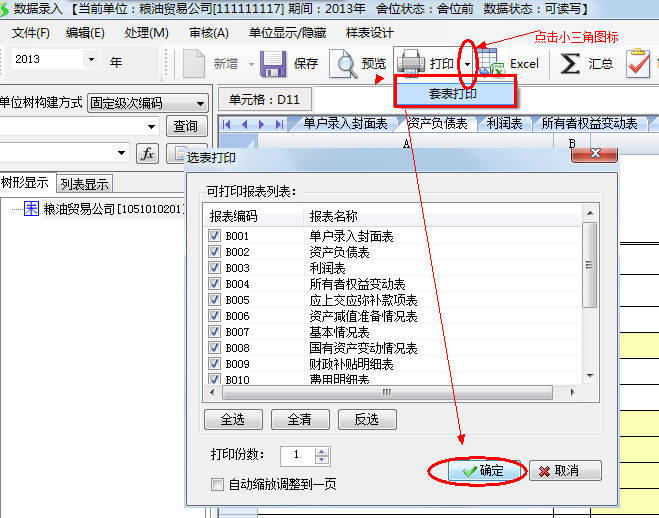 数据录入 【当前单位：粮油贸易公司[111111117] 期间：2013年 舍位状态：舍位前 数据状态：可读写】
文件(F) 编辑(E) 处理(M) 审核(A) 单位显示/隐藏 样表设计
点击小三角图标
2013 年 新增 保存 预览 打印 Excel Σ 汇总
套表打印
单位树构建方式 固定级次编码
单元格：D11
查询
单户录入封面表 资产负债表 利润表 所有者权益变动表
fx
A B
选表打印
树形显示 列表显示
可打印报表列表：
粮油贸易公司[1051010201]
报表编码 报表名称
B001 单户录入封面表
B002 资产负债表
B003 利润表
B004 所有者权益变动表
B005 应上交应弥补款项表
B006 资产减值准备情况表
B007 基本情况表
B008 国有资产变动情况表
B009 财政补贴明细表
B010 费用明细表
全选 全清 反选
打印份数： 1
确定 取消
自动缩放调整到一页